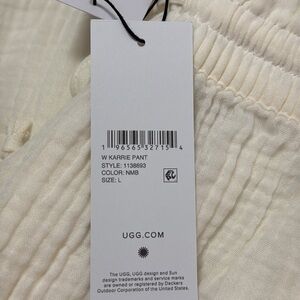 1 96565 32715 4
W KARRIE PANT
STYLE: 1138693
COLOR: NMB
SIZE: L
UGG.COM
The UGG, UGG design and Sun
design trademarks and service marks
are owned or registered by Deckers
Outdoor Corporation of the United States.